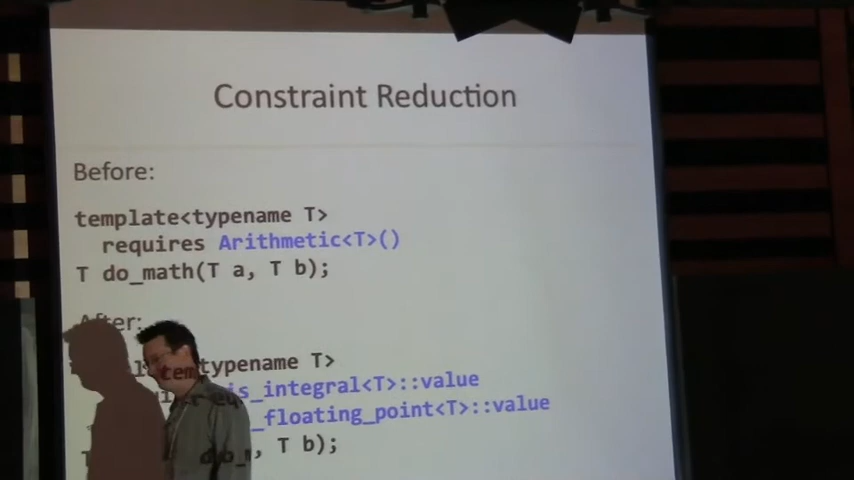 Constraint Reduction
Before:
template<typename T>
requires Arithmetic<T>()
T do_math(T a, T b);
After:
typename T>
is_integral<T>::value
_floating_point<T>::value
T b);